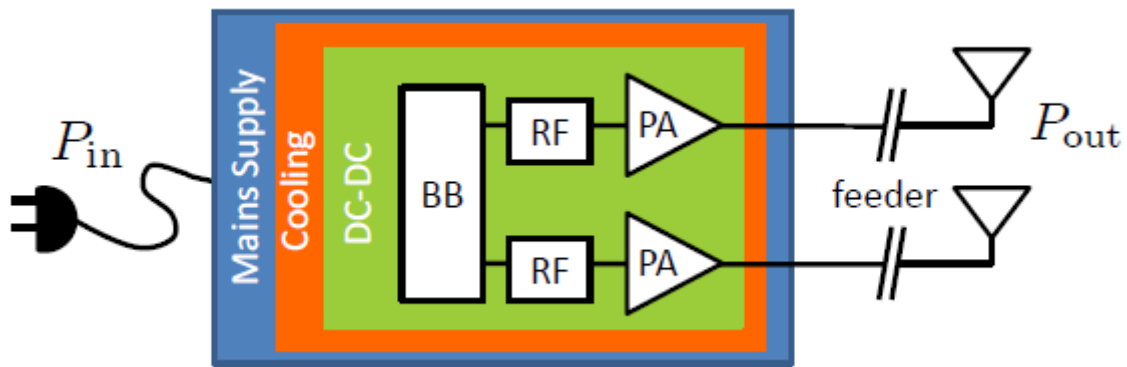 P_in
Mains Supply
Cooling
DC-DC
BB
RF
PA
RF
PA
feeder
P_out